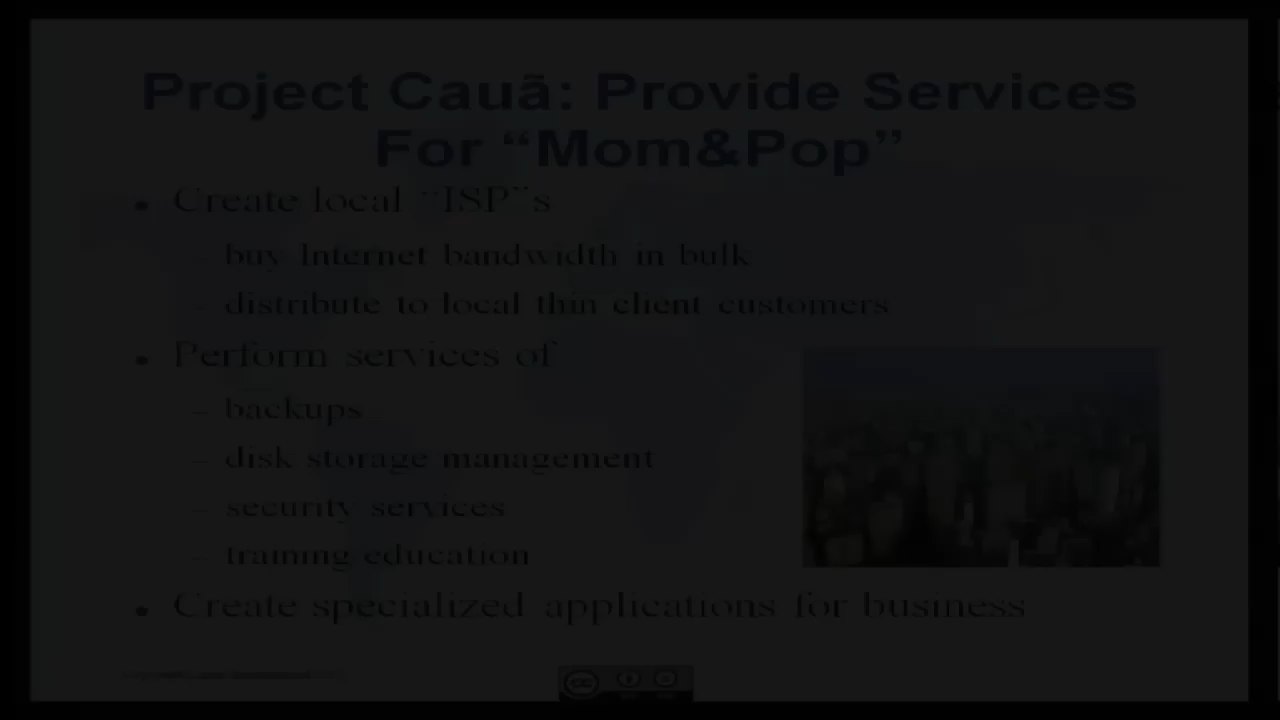 Project Cauã: Provide Services
For “Mom&Pop”
• Create local “ISP”s
– buy Internet bandwidth in bulk
– distribute to local thin client customers
• Perform services of
– backups
– disk storage management
– security services
– training education
• Create specialized applications for business
cc